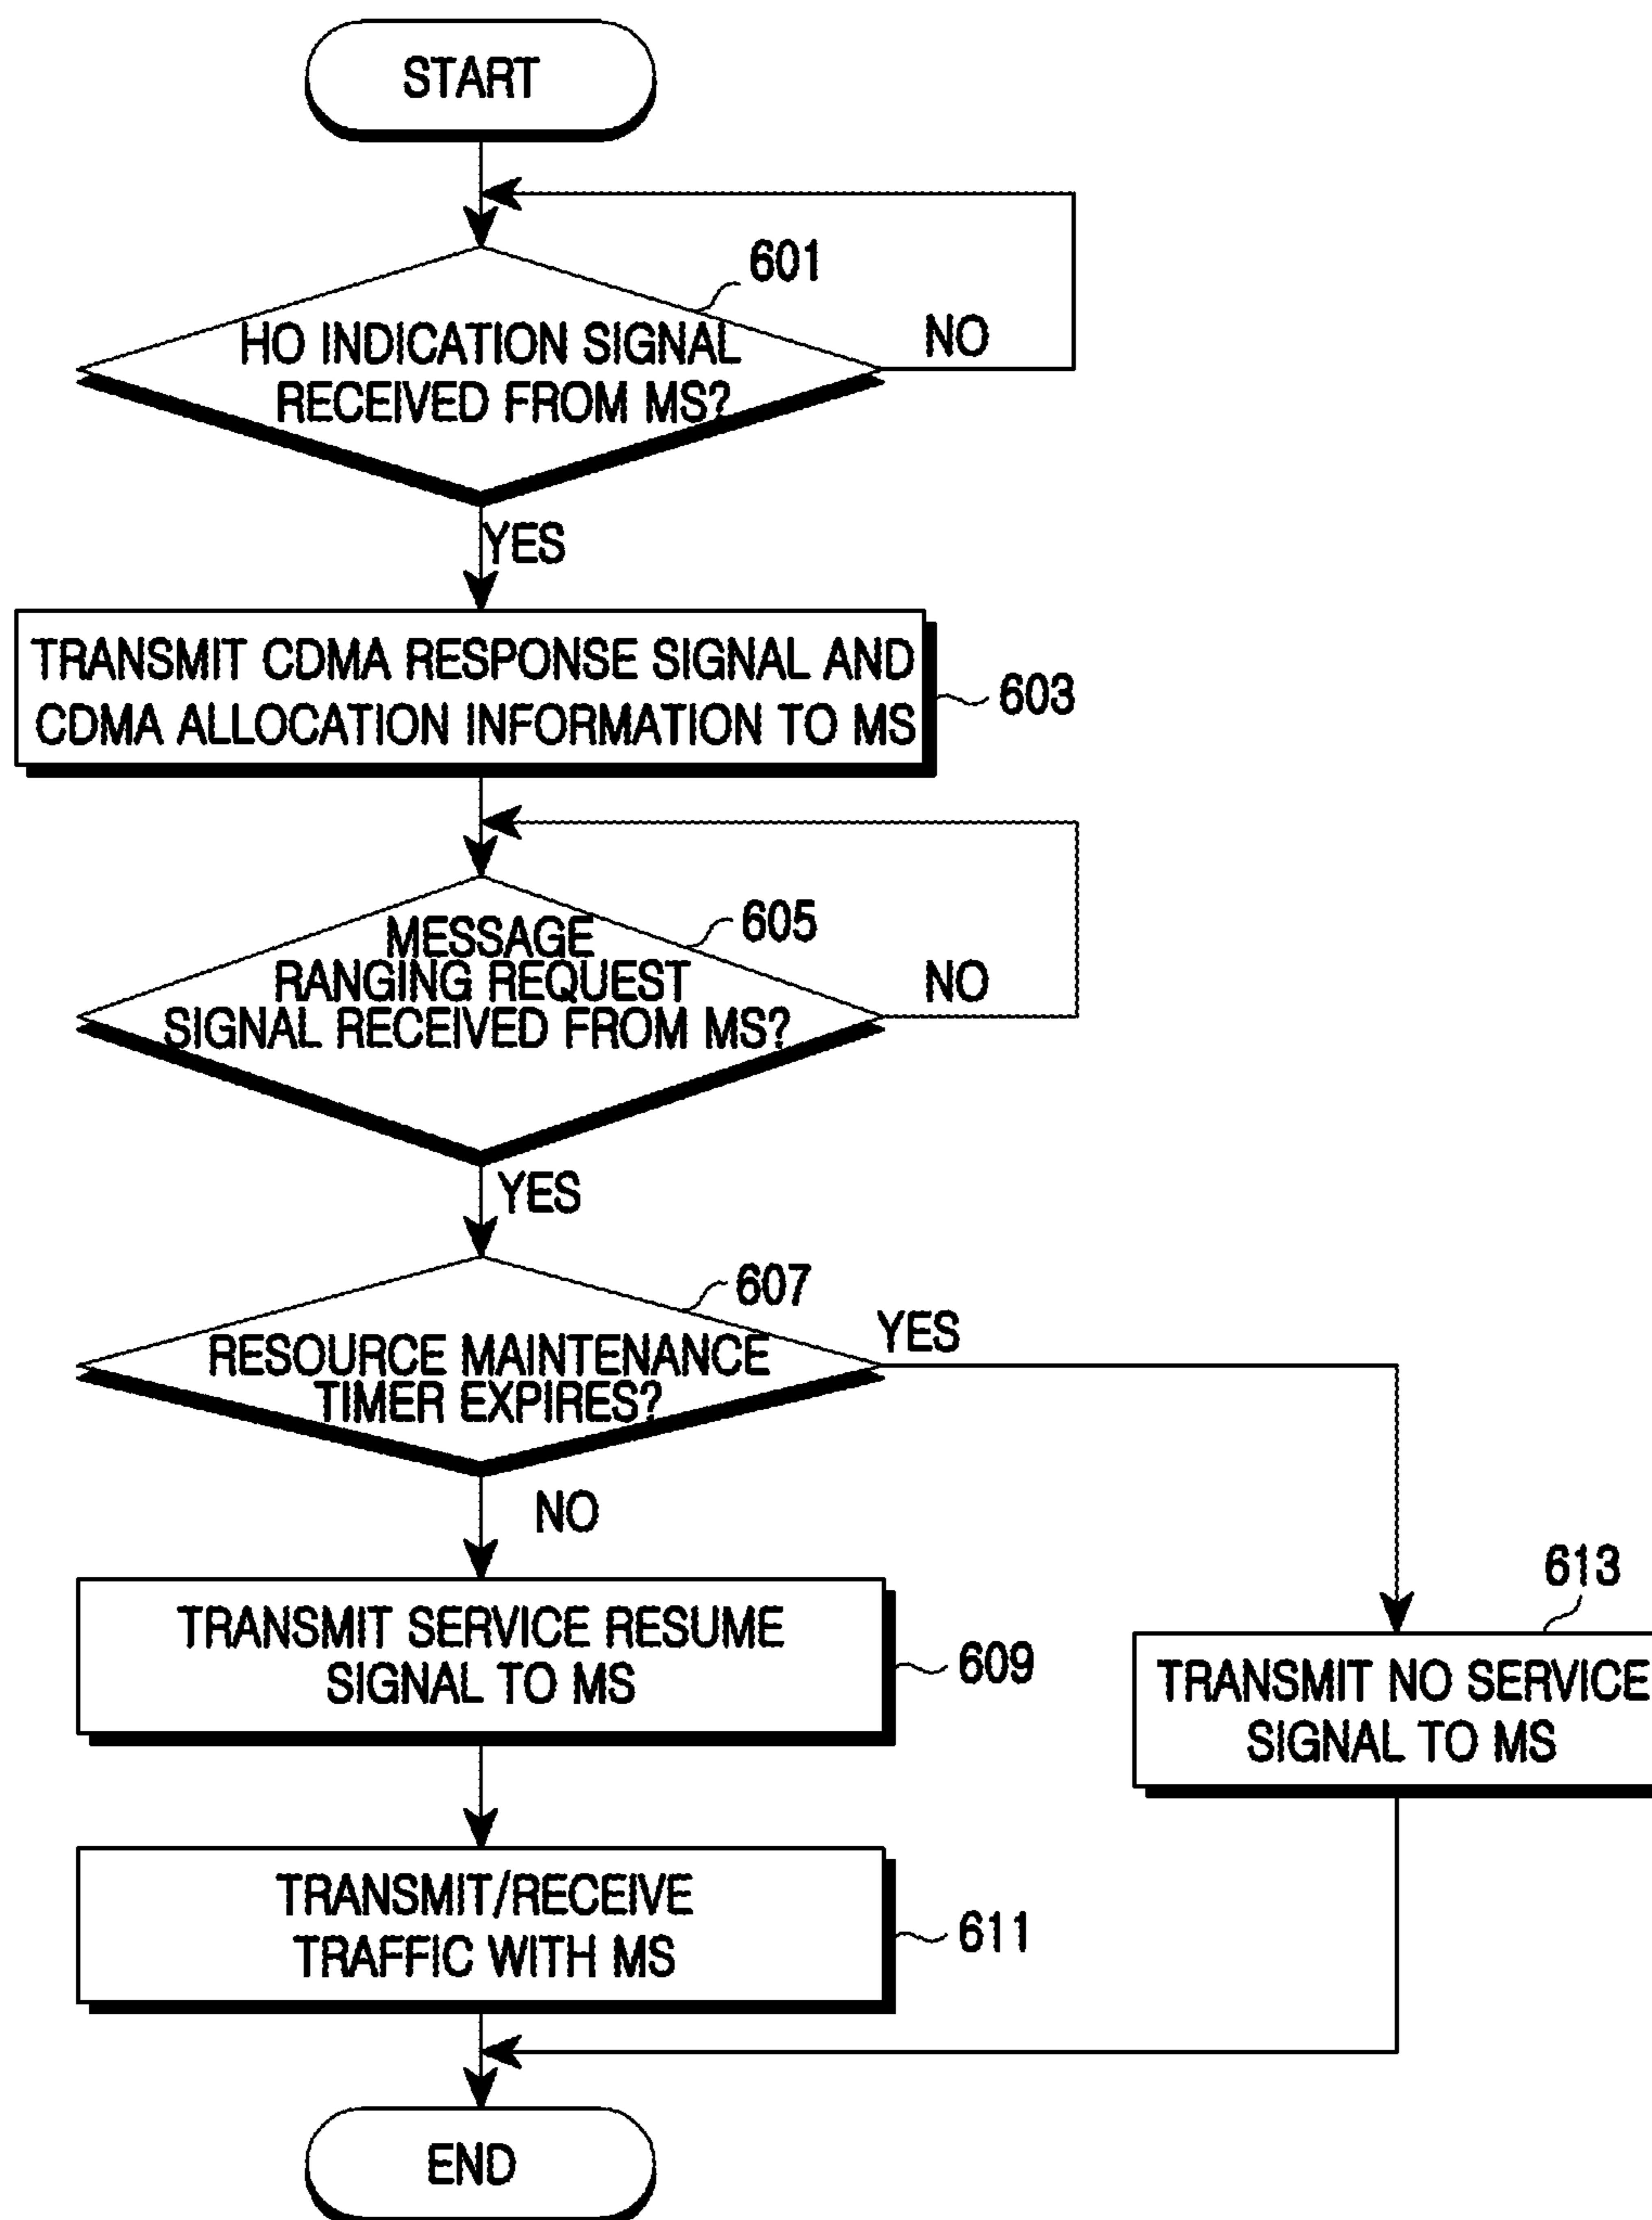 START
601
HO INDICATION SIGNAL
RECEIVED FROM MS?
NO
YES
TRANSMIT CDMA RESPONSE SIGNAL AND
CDMA ALLOCATION INFORMATION TO MS
603
MESSAGE
RANGING REQUEST
SIGNAL RECEIVED FROM MS?
605
NO
YES
607
RESOURCE MAINTENANCE
TIMER EXPIRES?
YES
NO
TRANSMIT SERVICE RESUME
SIGNAL TO MS
609
613
TRANSMIT NO SERVICE
SIGNAL TO MS
TRANSMIT/RECEIVE
TRAFFIC WITH MS
611
END